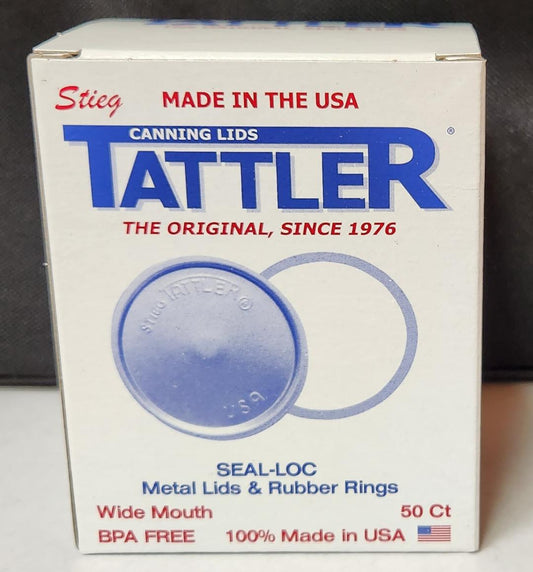 TATTLER
Stieg MADE IN THE USA
CANNING LIDS
TATTLER®
THE ORIGINAL, SINCE 1976
STIEG TATTLER®
USA
SEAL-LOC
Metal Lids & Rubber Rings
Wide Mouth 50 Ct
BPA FREE 100% Made in USA